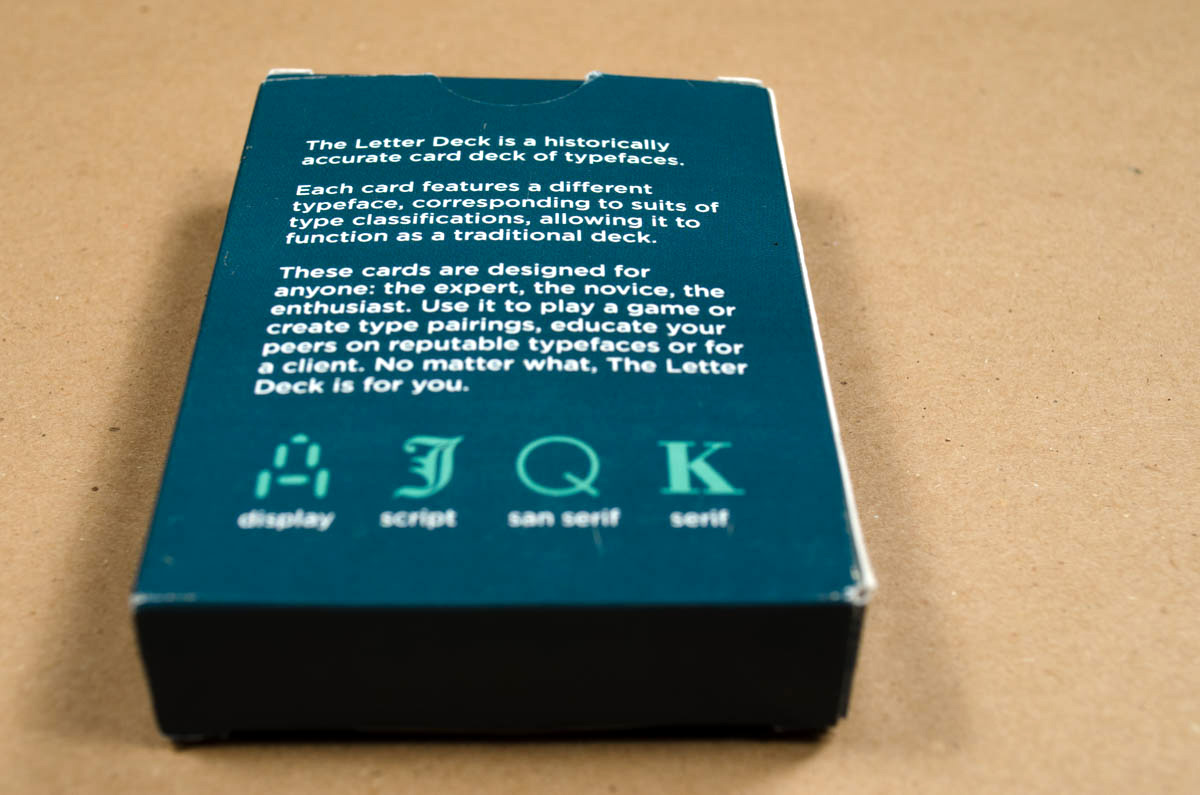 The Letter Deck is a historically
accurate card deck of typefaces.
Each card features a different
typeface, corresponding to suits of
type classifications, allowing it to
function as a traditional deck.
These cards are designed for
anyone: the expert, the novice, the
enthusiast. Use it to play a game or
create type pairings, educate your
peers on reputable typefaces or for
a client. No matter what, The Letter
Deck is for you.
A J Q K
display script san serif serif